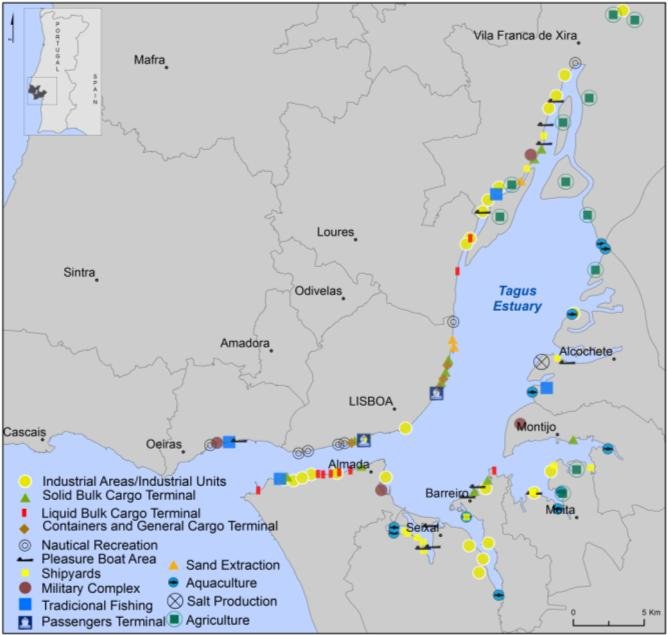 PORTUGAL
SPAIN
Vila Franca de Xira
Mafra
Loures
Sintra
Tagus
Estuary
Odivelas
Amadora
Alcochete
LISBOA
Cascais
Oeiras
Montijo
Almada
Barreiro
Moita
Seixal
Industrial Areas/Industrial Units
Solid Bulk Cargo Terminal
Liquid Bulk Cargo Terminal
Containers and General Cargo Terminal
Nautical Recreation
Pleasure Boat Area
Shipyards
Military Complex
Tradicional Fishing
Passengers Terminal
Sand Extraction
Aquaculture
Salt Production
Agriculture
0 5 Km